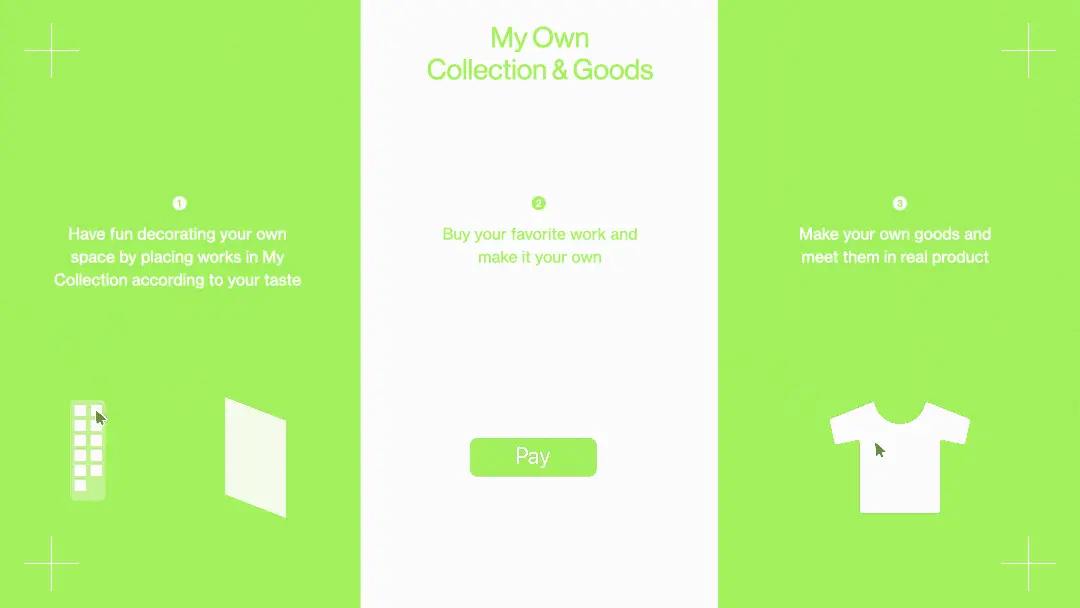 My Own
Collection & Goods
1
Have fun decorating your own
space by placing works in My
Collection according to your taste
2
Buy your favorite work and
make it your own
Pay
3
Make your own goods and
meet them in real product